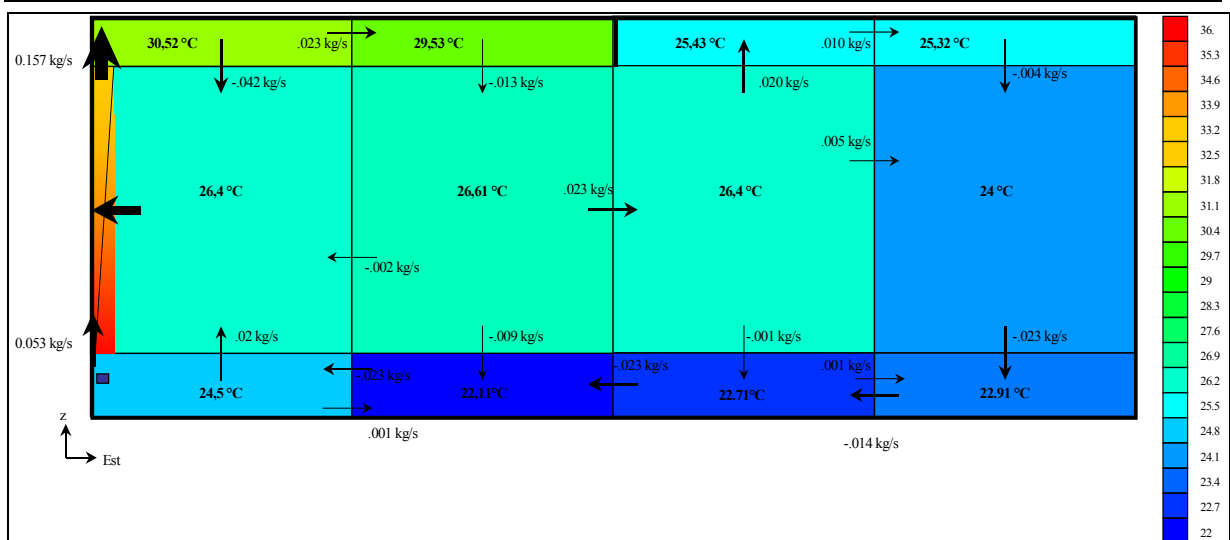 30,52 °C
.023 kg/s
29,53 °C
25,43 °C
.010 kg/s
25,32 °C
0.157 kg/s
-.042 kg/s
-.013 kg/s
.020 kg/s
-.004 kg/s
.005 kg/s
26,4 °C
26,61 °C
.023 kg/s
26,4 °C
24 °C
-.002 kg/s
0.053 kg/s
.02 kg/s
-.009 kg/s
-.001 kg/s
-.023 kg/s
-.023 kg/s
-.023 kg/s
.001 kg/s
24,5 °C
22,11°C
22.71°C
22.91 °C
z
Est
.001 kg/s
-.014 kg/s
36.
35.3
34.6
33.9
33.2
32.5
31.8
31.1
30.4
29.7
29
28.3
27.6
26.9
26.2
25.5
24.8
24.1
23.4
22.7
22